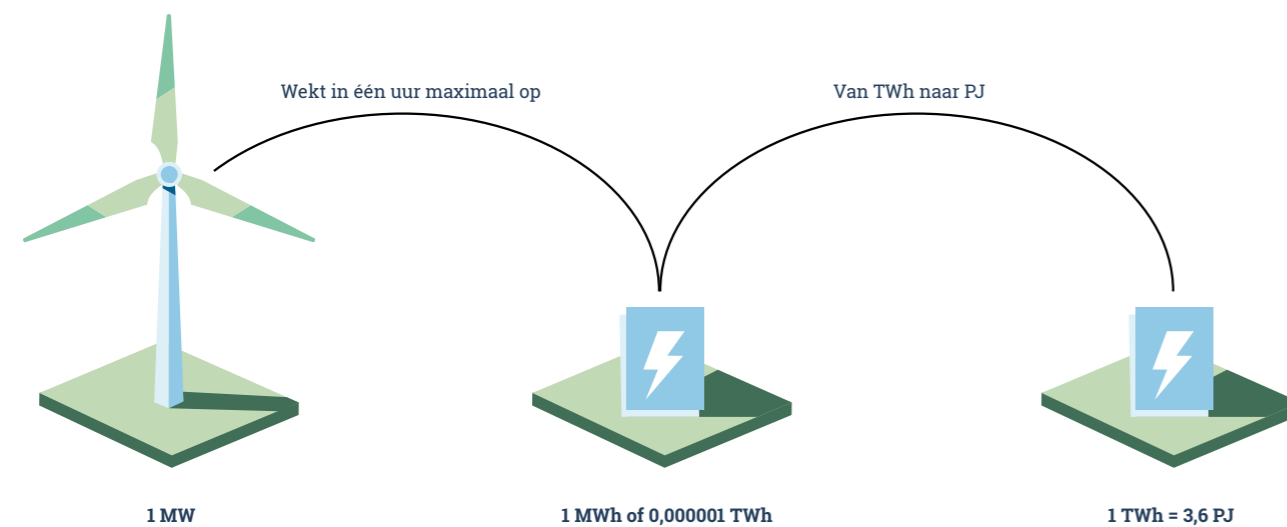 Wekt in één uur maximaal op
Van TWh naar PJ
1 MW
1 MWh of 0,000001 TWh
1 TWh = 3,6 PJ